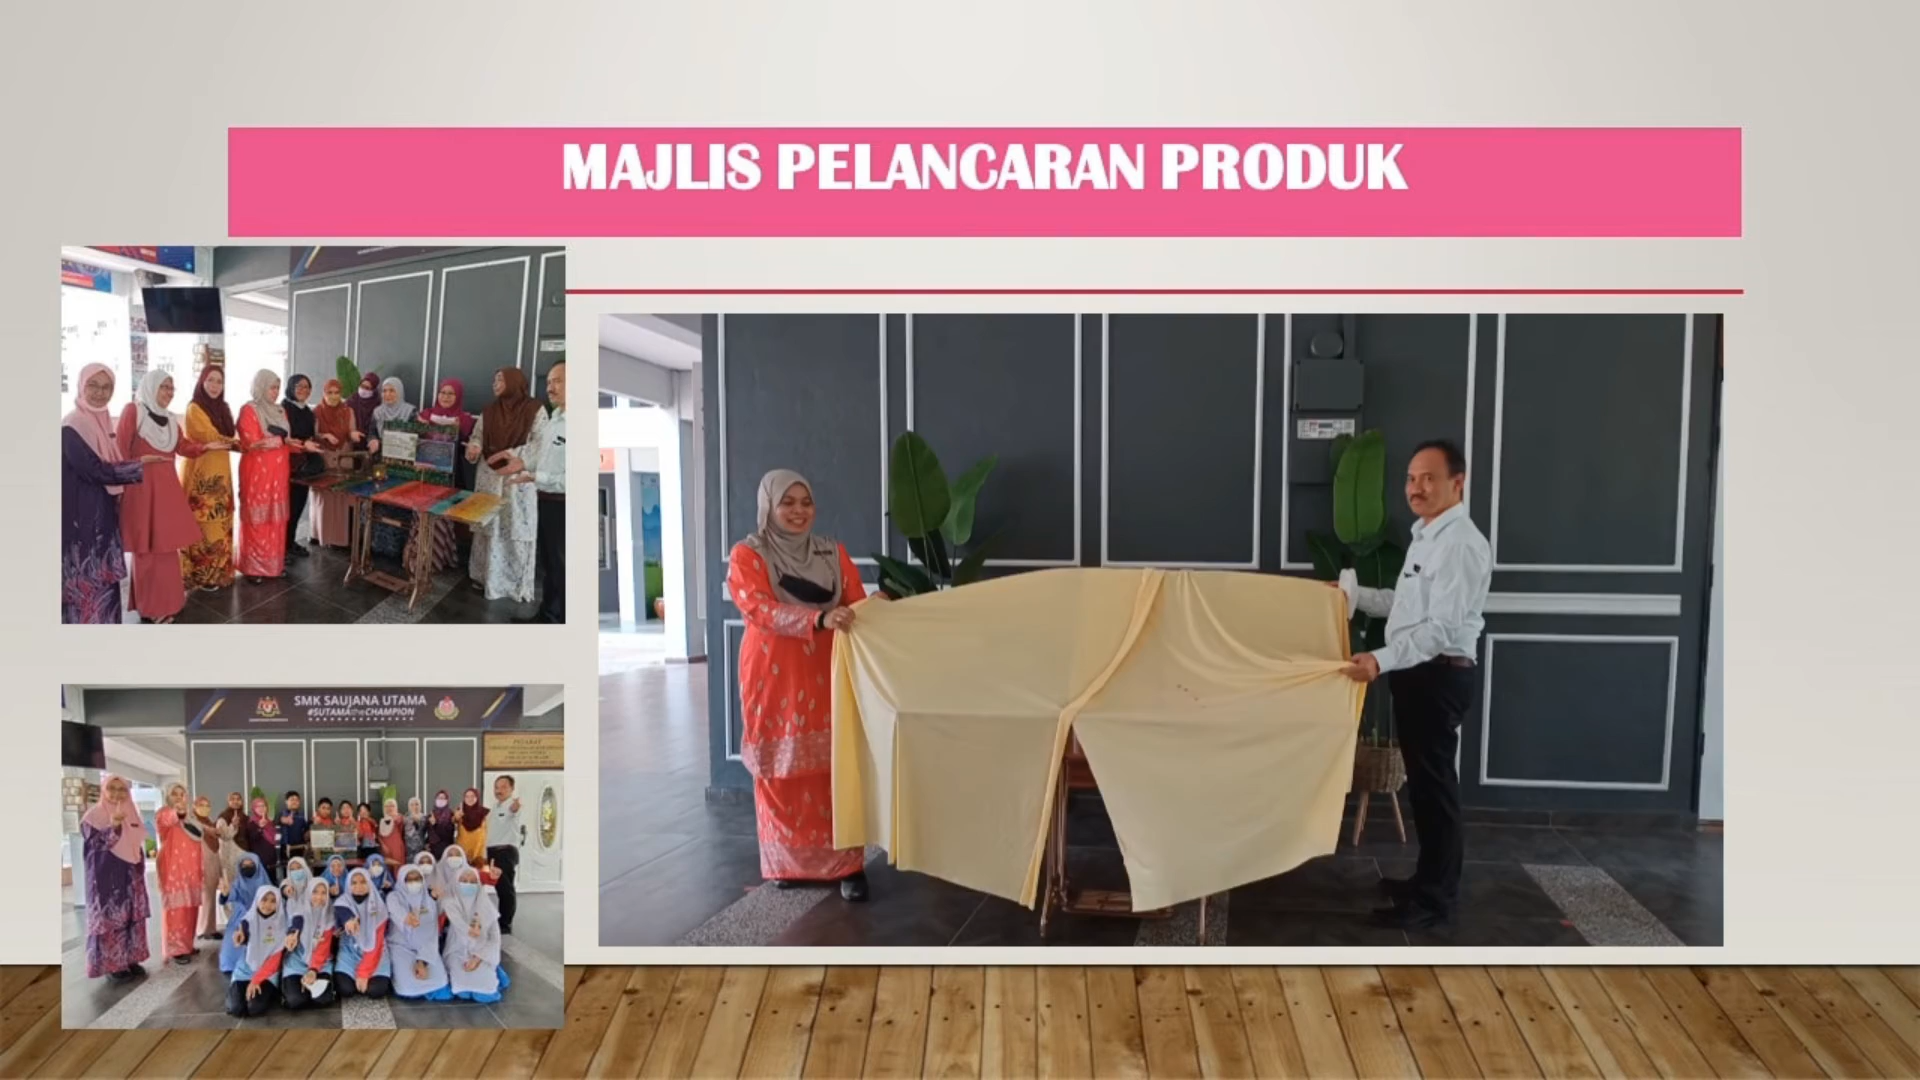 MAJLIS PELANCARAN PRODUK
SMK SAUJANA UTAMA
#SUTAMATHECHAMPION
PEJABAT